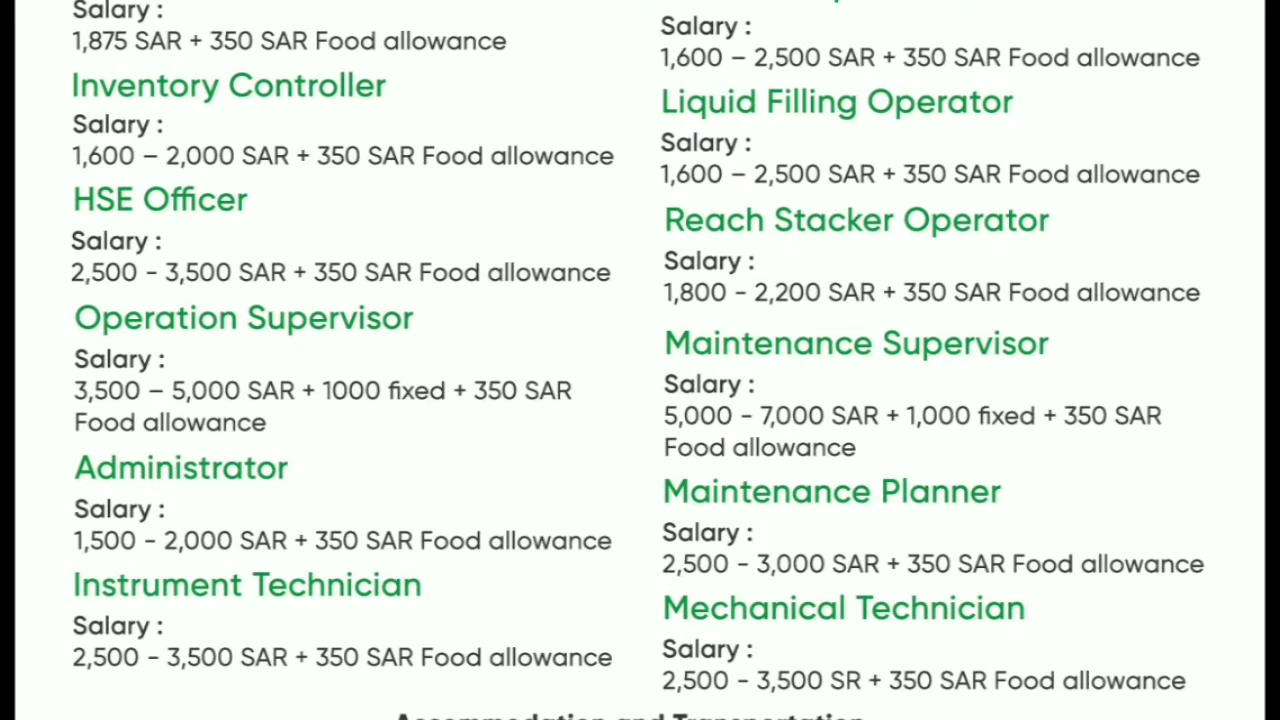 Salary :
1,875 SAR + 350 SAR Food allowance
Inventory Controller
Salary :
1,600 – 2,000 SAR + 350 SAR Food allowance
HSE Officer
Salary :
2,500 - 3,500 SAR + 350 SAR Food allowance
Operation Supervisor
Salary :
3,500 – 5,000 SAR + 1000 fixed + 350 SAR
Food allowance
Administrator
Salary :
1,500 - 2,000 SAR + 350 SAR Food allowance
Instrument Technician
Salary :
2,500 - 3,500 SAR + 350 SAR Food allowance
Salary :
1,600 – 2,500 SAR + 350 SAR Food allowance
Liquid Filling Operator
Salary :
1,600 – 2,500 SAR + 350 SAR Food allowance
Reach Stacker Operator
Salary :
1,800 - 2,200 SAR + 350 SAR Food allowance
Maintenance Supervisor
Salary :
5,000 - 7,000 SAR + 1,000 fixed + 350 SAR
Food allowance
Maintenance Planner
Salary :
2,500 - 3,000 SAR + 350 SAR Food allowance
Mechanical Technician
Salary :
2,500 - 3,500 SR + 350 SAR Food allowance
Accommodation and Transportation